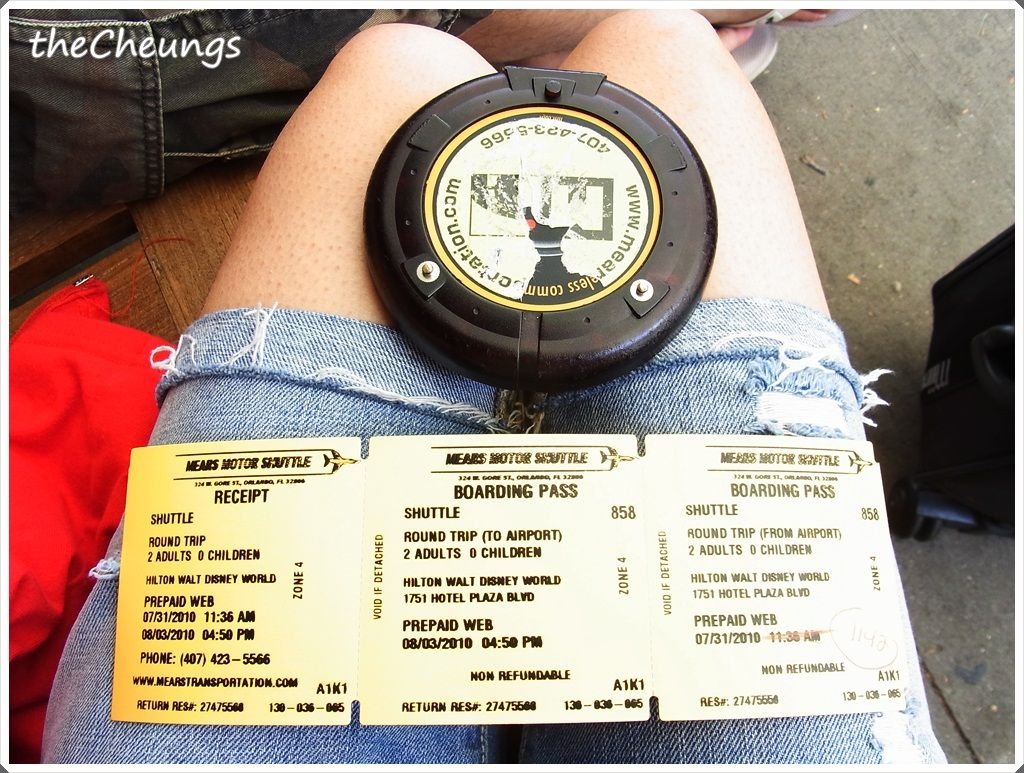 theCheungs
407-423-5566
www.mear
ortation.com
less comm
MEARS MOTOR SHUTTLE
324 W. GORE ST., ORLANDO, FL 32806
RECEIPT
SHUTTLE
ROUND TRIP
2 ADULTS 0 CHILDREN
HILTON WALT DISNEY WORLD
ZONE 4
PREPAID WEB
07/31/2010 11:36 AM
08/03/2010 04:50 PM
PHONE: (407) 423-5566
WWW.MEARSTRANSPORTATION.COM
A1K1
RETURN RES#: 27475566 130-036-065
VOID IF DETACHED
MEARS MOTOR SHUTTLE
324 W. GORE ST., ORLANDO, FL 32806
BOARDING PASS
SHUTTLE 858
ROUND TRIP (TO AIRPORT)
2 ADULTS 0 CHILDREN
HILTON WALT DISNEY WORLD
1751 HOTEL PLAZA BLVD
ZONE 4
PREPAID WEB
08/03/2010 04:50 PM
NON REFUNDABLE
A1K1
RETURN RES#: 27475566 130-036-065
VOID IF DETACHED
MEARS MOTOR SHUTTLE
324 W. GORE ST., ORLANDO, FL 32806
BOARDING PASS
SHUTTLE 858
ROUND TRIP (FROM AIRPORT)
2 ADULTS 0 CHILDREN
HILTON WALT DISNEY WORLD
1751 HOTEL PLAZA BLVD
ZONE 4
PREPAID WEB
07/31/2010 11:36 AM
1142
NON REFUNDABLE
A1K1
RES#: 27475566 130-036-065